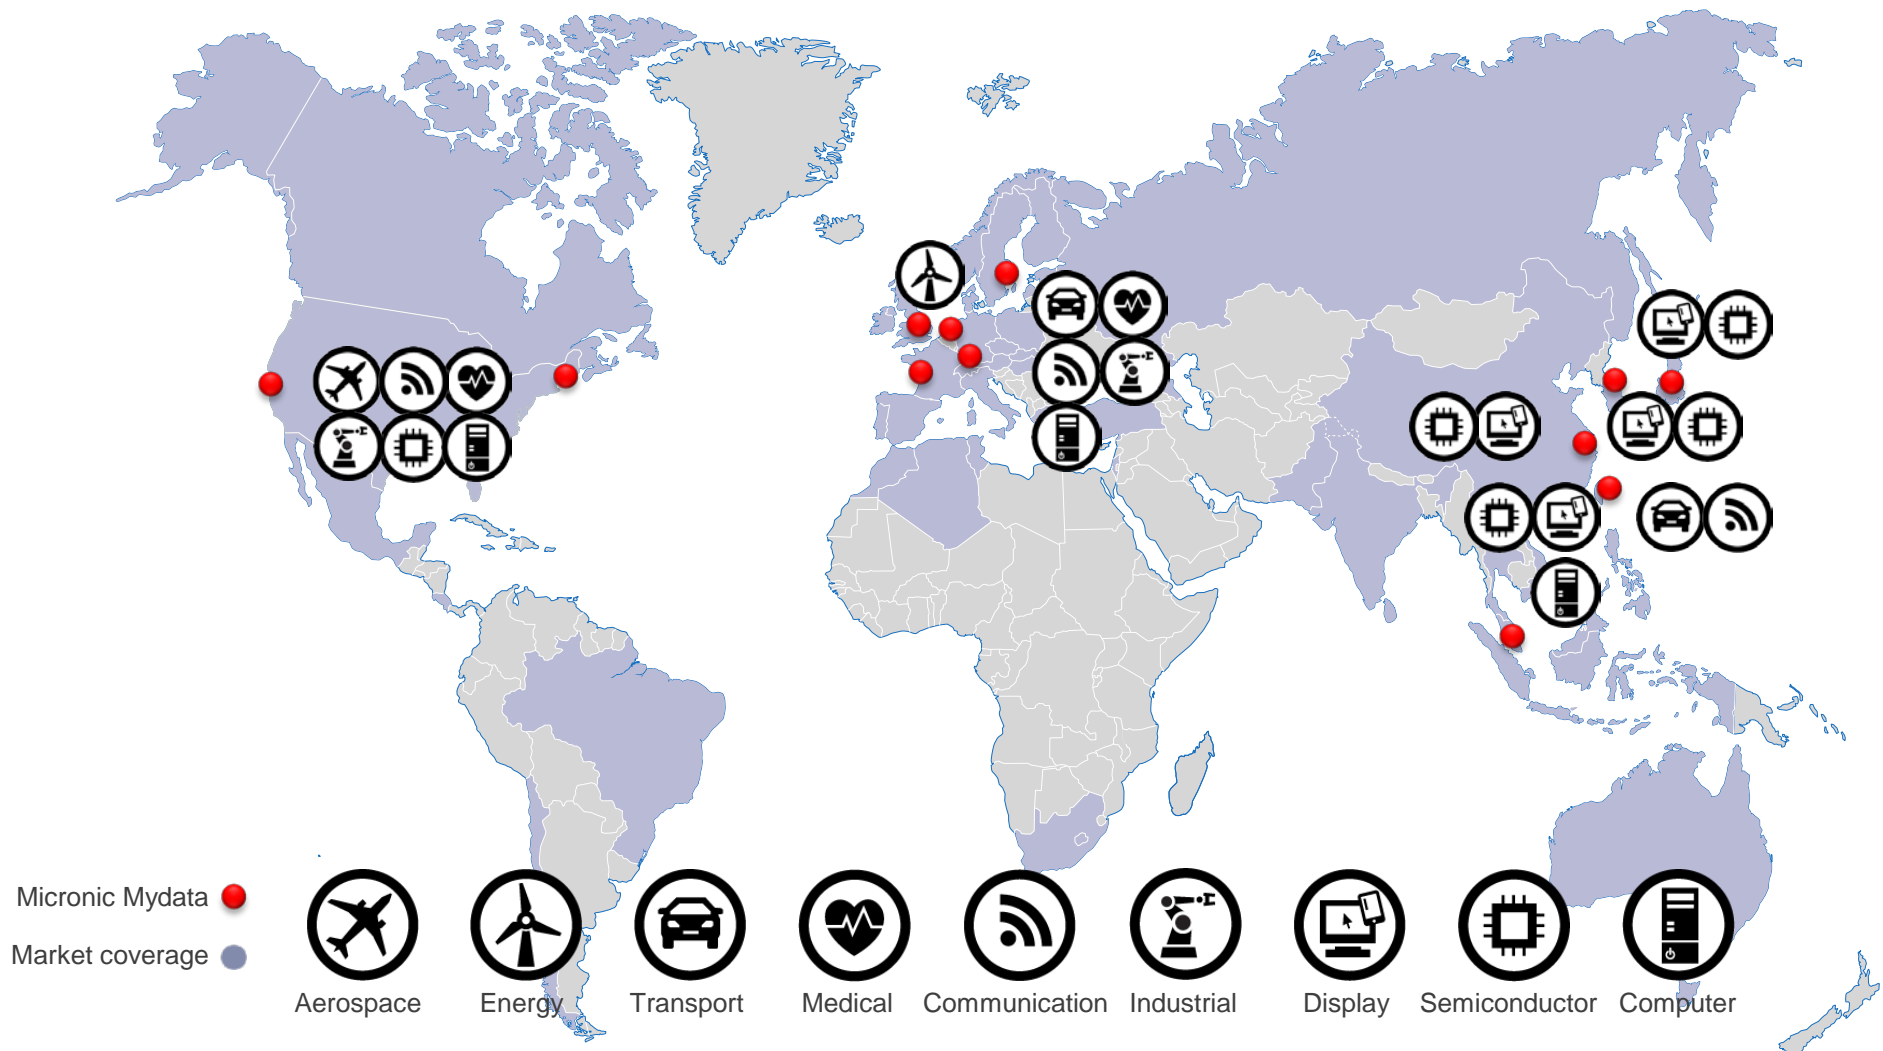 Micronic Mydata
Market coverage
Aerospace
Energy
Transport
Medical
Communication
Industrial
Display
Semiconductor
Computer